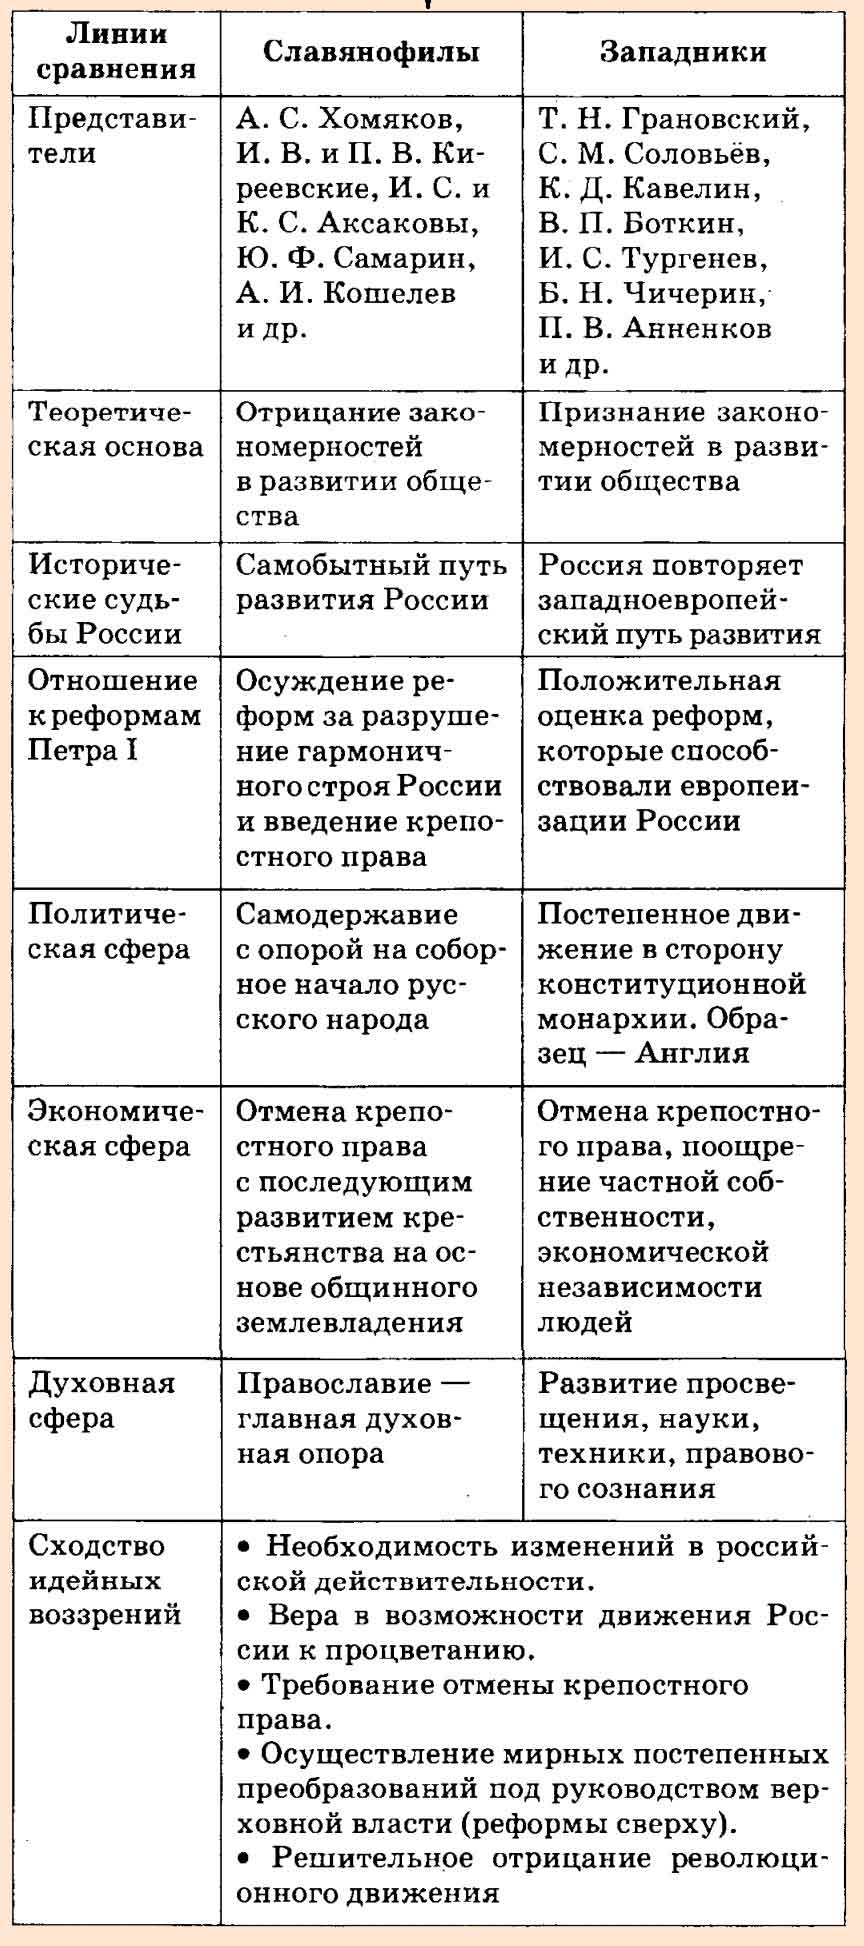 Линии
сравнения
Славянофилы
Западники
Представи-
тели
А. С. Хомяков,
И. В. и П. В. Ки-
реевские, И. С. и
К. С. Аксаковы,
Ю. Ф. Самарин,
А. И. Кошелев
и др.
Т. Н. Грановский,
С. М. Соловьёв,
К. Д. Кавелин,
В. П. Боткин,
И. С. Тургенев,
Б. Н. Чичерин,
П. В. Анненков
и др.
Теоретиче-
ская основа
Отрицание зако-
номерностей
в развитии обще-
ства
Признание законо-
мерностей в разви-
тии общества
Историче-
ские судь-
бы России
Самобытный путь
развития России
Россия повторяет
западноевропей-
ский путь развития
Отношение
к реформам
Петра I
Осуждение ре-
форм за разруше-
ние гармонич-
ного строя России
и введение крепо-
стного права
Положительная
оценка реформ,
которые способ-
ствовали европеи-
зации России
Политиче-
ская сфера
Самодержавие
с опорой на собор-
ное начало рус-
ского народа
Постепенное дви-
жение в сторону
конституционной
монархии. Обра-
зец — Англия
Экономиче-
ская сфера
Отмена крепо-
стного права
с последующим
развитием кре-
стьянства на ос-
нове общинного
землевладения
Отмена крепостно-
го права, поощре-
ние частной соб-
ственности,
экономической
независимости
людей
Духовная
сфера
Православие —
главная духов-
ная опора
Развитие просве-
щения, науки,
техники, правово-
го сознания
Сходство
идейных
воззрений
• Необходимость изменений в россий-
ской действительности.
• Вера в возможности движения Рос-
сии к процветанию.
• Требование отмены крепостного
права.
• Осуществление мирных постепенных
преобразований под руководством вер-
ховной власти (реформы сверху).
• Решительное отрицание революци-
онного движения